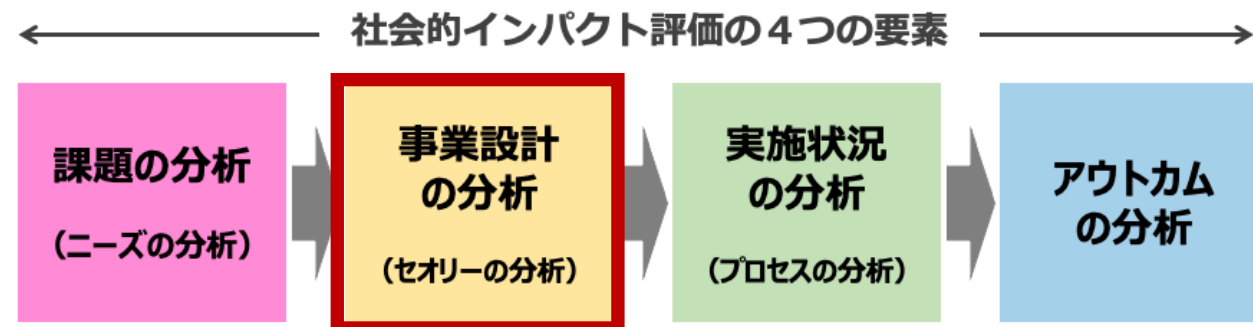 社会的インパクト評価の４つの要素
課題の分析
（ニーズの分析）
事業設計
の分析
（セオリーの分析）
実施状況
の分析
（プロセスの分析）
アウトカム
の分析